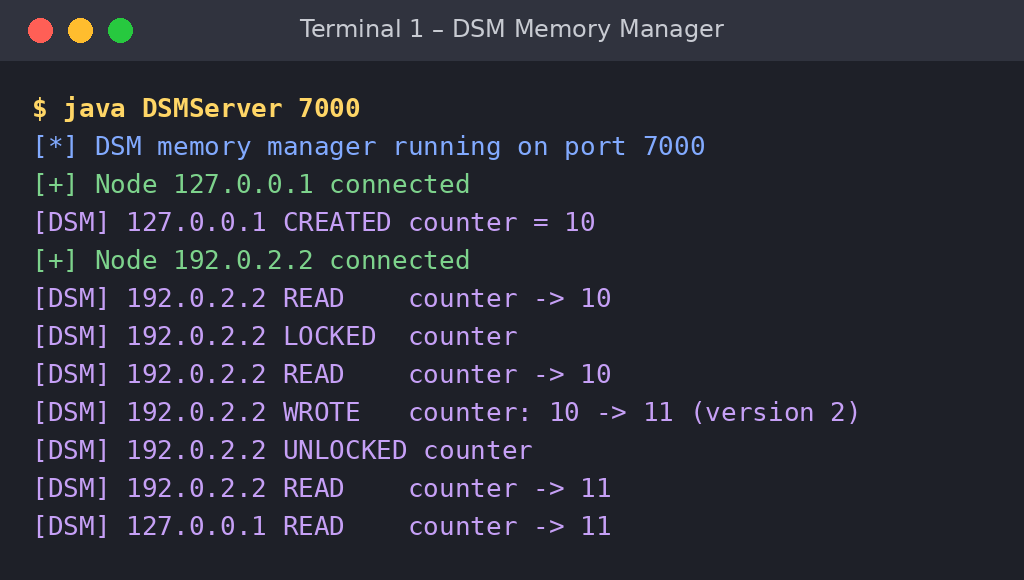 Terminal 1 – DSM Memory Manager
$ java DSMServer 7000
[*] DSM memory manager running on port 7000
[+] Node 127.0.0.1 connected
[DSM] 127.0.0.1 CREATED counter = 10
[+] Node 192.0.2.2 connected
[DSM] 192.0.2.2 READ    counter -> 10
[DSM] 192.0.2.2 LOCKED  counter
[DSM] 192.0.2.2 READ    counter -> 10
[DSM] 192.0.2.2 WROTE   counter: 10 -> 11 (version 2)
[DSM] 192.0.2.2 UNLOCKED counter
[DSM] 192.0.2.2 READ    counter -> 11
[DSM] 127.0.0.1 READ    counter -> 11